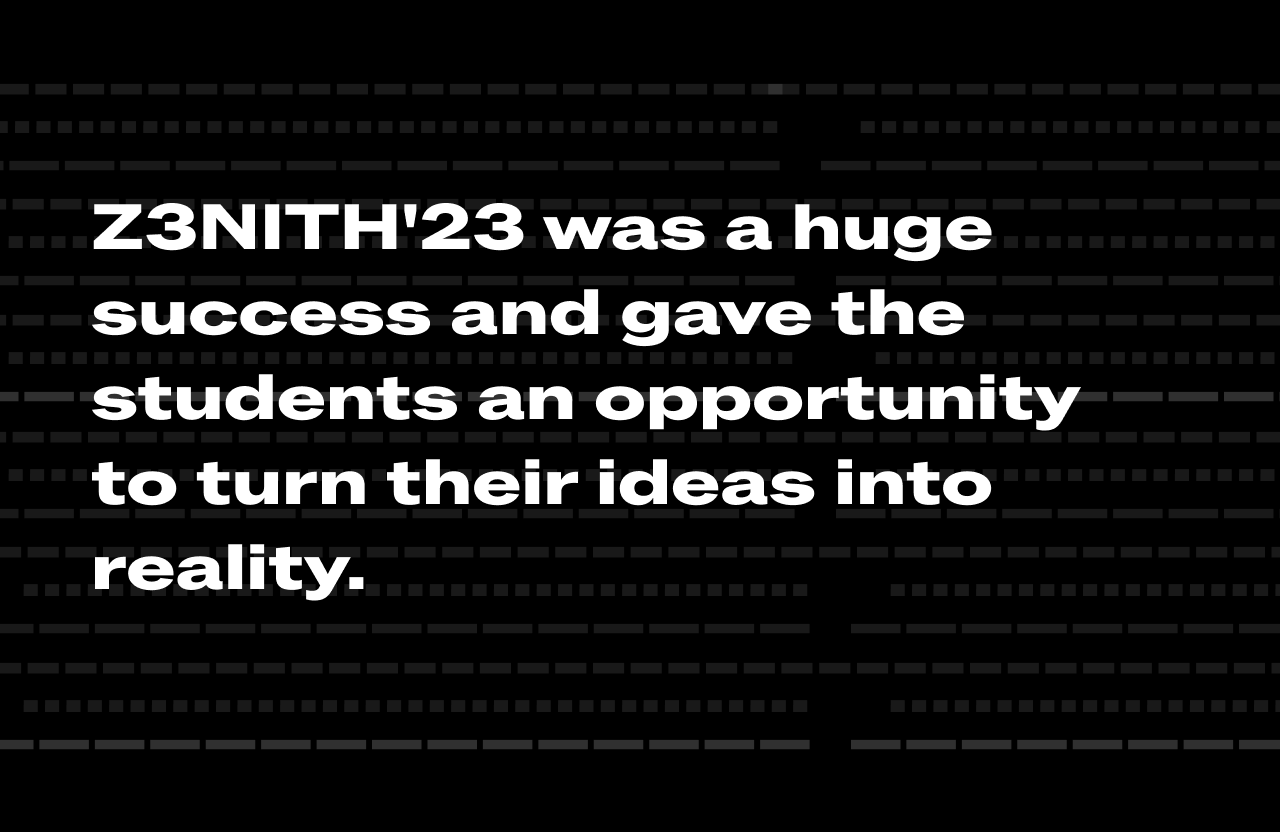 Z3NITH'23 was a huge
success and gave the
students an opportunity
to turn their ideas into
reality.